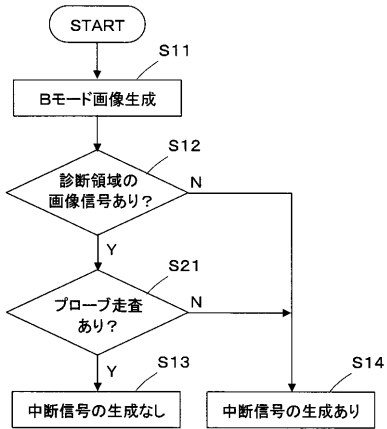 START
S11
Bモード画像生成
S12
診断領域の
画像信号あり？
N
Y
S21
プローブ走査
あり？
N
Y
S13
中断信号の生成なし
S14
中断信号の生成あり